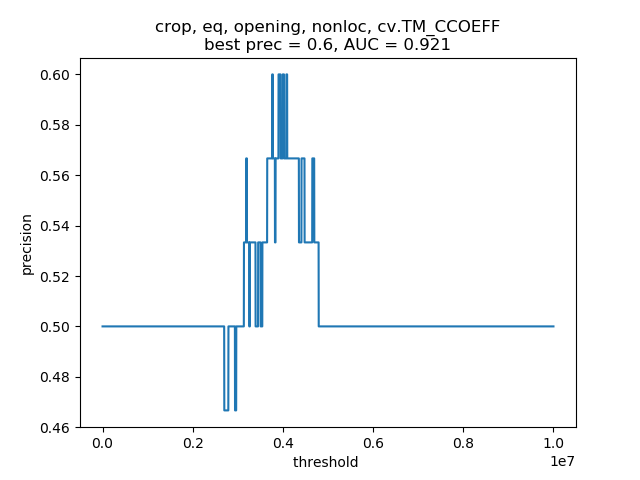 crop, eq, opening, nonloc, cv.TM_CCOEFF
best prec = 0.6, AUC = 0.921
0.60
0.58
0.56
0.54
0.52
0.50
0.48
0.46
precision
0.0 0.2 0.4 0.6 0.8 1.0
1e7
threshold